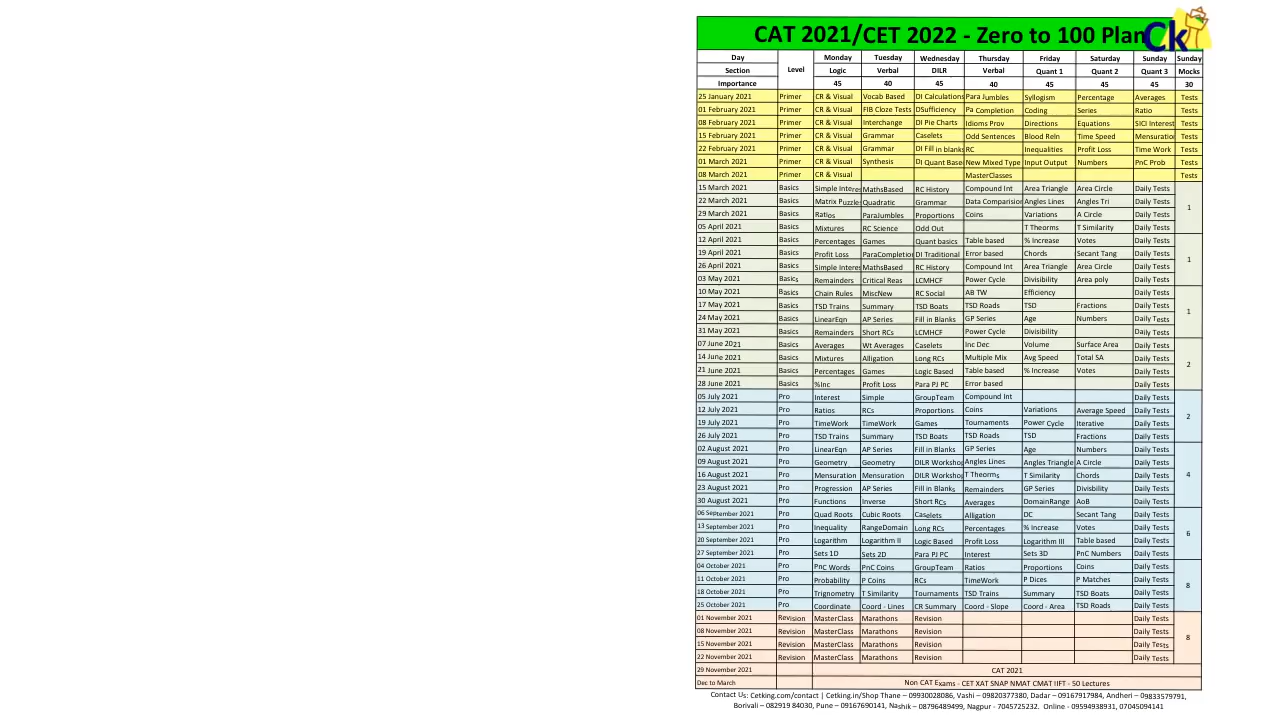 CAT 2021/CET 2022 - Zero to 100 Plan
Ck
Day Level Monday Tuesday Wednesday Thursday Friday Saturday Sunday Sunday
Section Logic Verbal DILR Verbal Quant 1 Quant 2 Quant 3 Mocks
Importance 45 40 45 40 45 45 45 30
25 January 2021 Primer CR & Visual Vocab Based DI Calculations Para Jumbles Syllogism Percentage Averages Tests
01 February 2021 Primer CR & Visual FIB Cloze Tests DSufficiency Pa Completion Coding Series Ratio Tests
08 February 2021 Primer CR & Visual Interchange DI Pie Charts Idioms Prov Directions Equations SICI Interest Tests
15 February 2021 Primer CR & Visual Grammar Caselets Odd Sentences Blood Reln Time Speed Mensuratio Tests
22 February 2021 Primer CR & Visual Grammar DI Fill in blanks RC Inequalities Profit Loss Time Work Tests
01 March 2021 Primer CR & Visual Synthesis DI Quant Base New Mixed Type Input Output Numbers PnC Prob Tests
08 March 2021 Primer CR & Visual MasterClasses Tests
15 March 2021 Basics Simple Interes MathsBased RC History Compound Int Area Triangle Area Circle Daily Tests
22 March 2021 Basics Matrix Puzzle Quadratic Grammar Data Comparision Angles Lines Angles Tri Daily Tests 1
29 March 2021 Basics Ratios ParaJumbles Proportions Coins Variations A Circle Daily Tests
05 April 2021 Basics Mixtures RC Science Odd Out T Theorms T Similarity Daily Tests
12 April 2021 Basics Percentages Games Quant basics Table based % Increase Votes Daily Tests
19 April 2021 Basics Profit Loss ParaCompletion DI Traditional Error based Chords Secant Tang Daily Tests 1
26 April 2021 Basics Simple Interes MathsBased RC History Compound Int Area Triangle Area Circle Daily Tests
03 May 2021 Basics Remainders Critical Reas LCMHCF Power Cycle Divisibility Area poly Daily Tests
10 May 2021 Basics Chain Rules MiscNew RC Social AB TW Efficiency Daily Tests
17 May 2021 Basics TSD Trains Summary TSD Boats TSD Roads TSD Fractions Daily Tests 1
24 May 2021 Basics LinearEqn AP Series Fill in Blanks GP Series Age Numbers Daily Tests
31 May 2021 Basics Remainders Short RCs LCMHCF Power Cycle Divisibility Daily Tests
07 June 2021 Basics Averages Wt Averages Caselets Inc Dec Volume Surface Area Daily Tests
14 June 2021 Basics Mixtures Alligation Long RCs Multiple Mix Avg Speed Total SA Daily Tests 2
21 June 2021 Basics Percentages Games Logic Based Table based % Increase Votes Daily Tests
28 June 2021 Basics %Inc Profit Loss Para PJ PC Error based Daily Tests
05 July 2021 Pro Interest Simple GroupTeam Compound Int Daily Tests
12 July 2021 Pro Ratios RCs Proportions Coins Variations Average Speed Daily Tests 2
19 July 2021 Pro TimeWork TimeWork Games Tournaments Power Cycle Iterative Daily Tests
26 July 2021 Pro TSD Trains Summary TSD Boats TSD Roads TSD Fractions Daily Tests
02 August 2021 Pro LinearEqn AP Series Fill in Blanks GP Series Age Numbers Daily Tests
09 August 2021 Pro Geometry Geometry DILR Workshop Angles Lines Angles Triangle A Circle Daily Tests 4
16 August 2021 Pro Mensuration Mensuration DILR Workshop T Theorms T Similarity Chords Daily Tests
23 August 2021 Pro Progression AP Series Fill in Blanks Remainders GP Series Divisbility Daily Tests
30 August 2021 Pro Functions Inverse Short RCs Averages DomainRange AoB Daily Tests
06 September 2021 Pro Quad Roots Cubic Roots Caselets Alligation DC Secant Tang Daily Tests
13 September 2021 Pro Inequality RangeDomain Long RCs Percentages % Increase Votes Daily Tests 6
20 September 2021 Pro Logarithm Logarithm II Logic Based Profit Loss Logarithm III Table based Daily Tests
27 September 2021 Pro Sets 1D Sets 2D Para PJ PC Interest Sets 3D PnC Numbers Daily Tests
04 October 2021 Pro PnC Words PnC Coins GroupTeam Ratios Proportions Coins Daily Tests
11 October 2021 Pro Probability P Coins RCs TimeWork P Dices P Matches Daily Tests 8
18 October 2021 Pro Trignometry T Similarity Tournaments TSD Trains Summary TSD Boats Daily Tests
25 October 2021 Pro Coordinate Coord - Lines CR Summary Coord - Slope Coord - Area TSD Roads Daily Tests
01 November 2021 Revision MasterClass Marathons Revision Daily Tests
08 November 2021 Revision MasterClass Marathons Revision Daily Tests 8
15 November 2021 Revision MasterClass Marathons Revision Daily Tests
22 November 2021 Revision MasterClass Marathons Revision Daily Tests
29 November 2021 CAT 2021
Dec to March Non CAT Exams - CET XAT SNAP NMAT CMAT IIFT - 50 Lectures
Contact Us: Cetking.com/contact | Cetking.in/Shop Thane – 09930028086, Vashi – 09820377380, Dadar – 09167917984, Andheri – 09833579791,
Borivali – 082919 84030, Pune – 09167690141, Nashik – 08796489499, Nagpur - 7045725232. Online - 09594938931, 07045094141